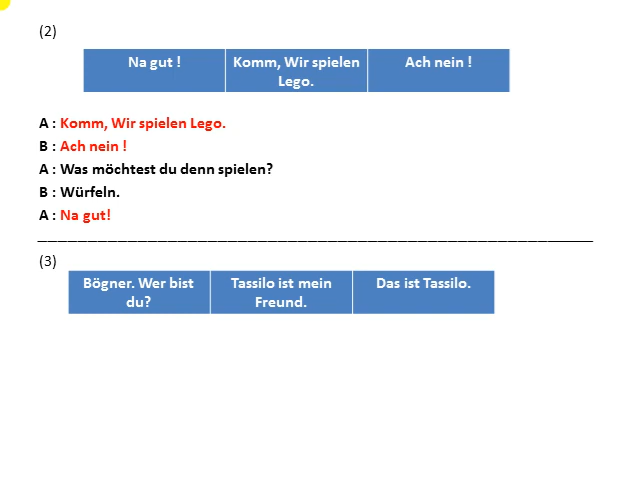 (2)
Na gut !
Komm, Wir spielen
Lego.
Ach nein !
A : Komm, Wir spielen Lego.
B : Ach nein !
A : Was möchtest du denn spielen?
B : Würfeln.
A : Na gut!
(3)
Bögner. Wer bist
du?
Tassilo ist mein
Freund.
Das ist Tassilo.